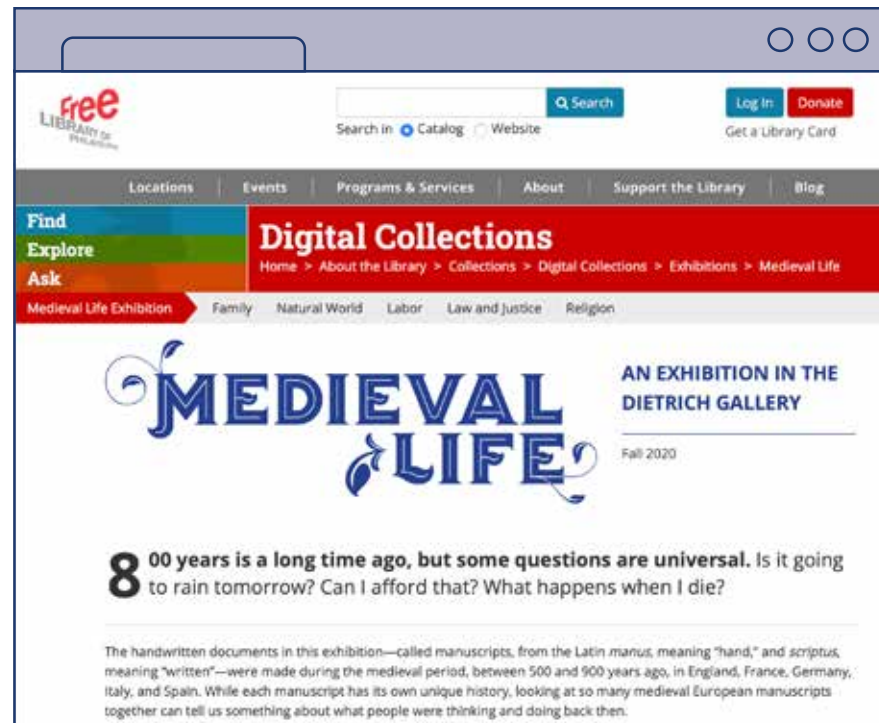 Free
LIBRARY OF
PHILADELPHIA
Search
Log In
Donate
Search in Catalog Website
Get a Library Card
Locations Events Programs & Services About Support the Library Blog
Find
Explore
Ask
Digital Collections
Home > About the Library > Collections > Digital Collections > Exhibitions > Medieval Life
Medieval Life Exhibition Family Natural World Labor Law and Justice Religion
MEDIEVAL
LIFE
AN EXHIBITION IN THE
DIETRICH GALLERY
Fall 2020
800 years is a long time ago, but some questions are universal. Is it going
to rain tomorrow? Can I afford that? What happens when I die?
The handwritten documents in this exhibition—called manuscripts, from the Latin manus, meaning "hand," and scriptus,
meaning "written"—were made during the medieval period, between 500 and 900 years ago, in England, France, Germany,
Italy, and Spain. While each manuscript has its own unique history, looking at so many medieval European manuscripts
together can tell us something about what people were thinking and doing back then.